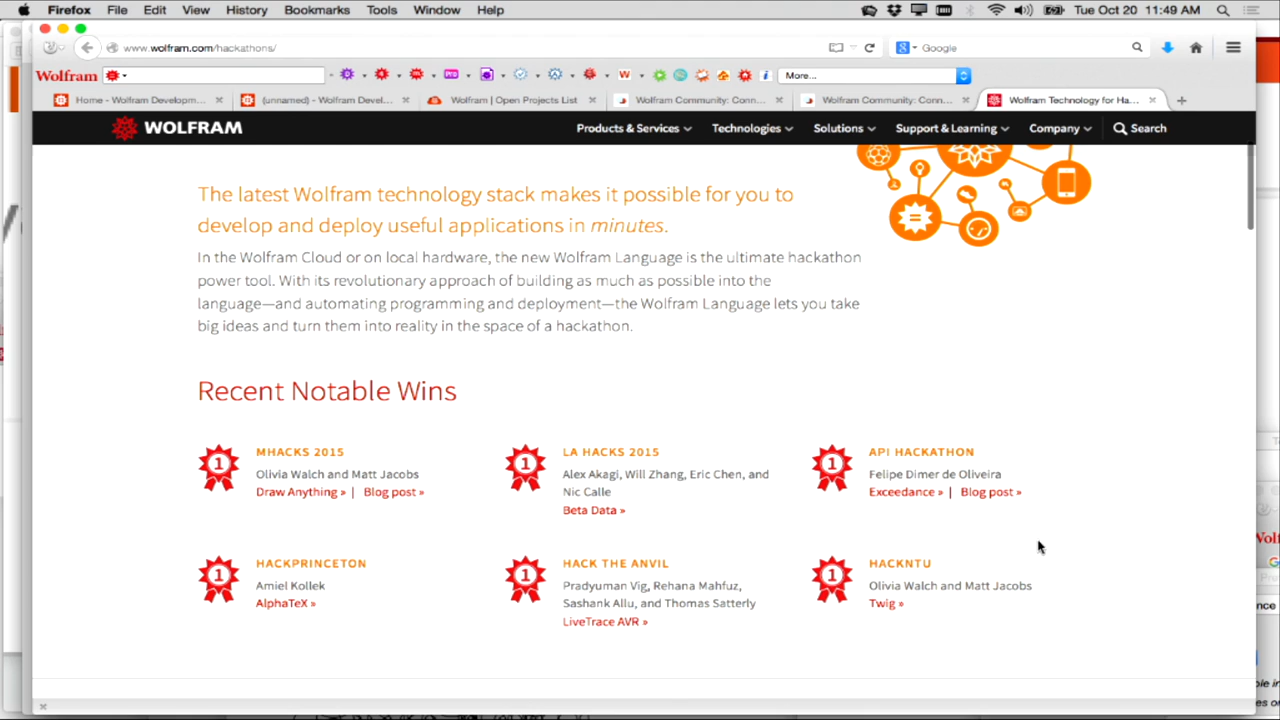 Firefox File Edit View History Bookmarks Tools Window Help
Tue Oct 20 11:49 AM
www.wolfram.com/hackathons/
Google
Wolfram
More...
Home - Wolfram Developm...
(unnamed) - Wolfram Devel...
Wolfram | Open Projects List
Wolfram Community: Conn...
Wolfram Community: Conn...
Wolfram Technology for Ha...
WOLFRAM
Products & Services
Technologies
Solutions
Support & Learning
Company
Search
The latest Wolfram technology stack makes it possible for you to
develop and deploy useful applications in minutes.
In the Wolfram Cloud or on local hardware, the new Wolfram Language is the ultimate hackathon
power tool. With its revolutionary approach of building as much as possible into the
language—and automating programming and deployment—the Wolfram Language lets you take
big ideas and turn them into reality in the space of a hackathon.
Recent Notable Wins
1
MHACKS 2015
Olivia Walch and Matt Jacobs
Draw Anything » | Blog post »
1
LA HACKS 2015
Alex Akagi, Will Zhang, Eric Chen, and
Nic Calle
Beta Data »
1
API HACKATHON
Felipe Dimer de Oliveira
Exceedance » | Blog post »
1
HACKPRINCETON
Amiel Kollek
AlphaTeX »
1
HACK THE ANVIL
Pradyuman Vig, Rehana Mahfuz,
Sashank Allu, and Thomas Satterly
LiveTrace AVR »
1
HACKNTU
Olivia Walch and Matt Jacobs
Twig »